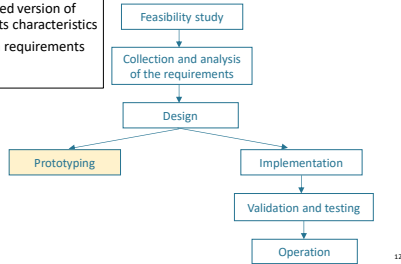 ed version of
ts characteristics
requirements
Feasibility study
Collection and analysis
of the requirements
Design
Prototyping
Implementation
Validation and testing
Operation
12